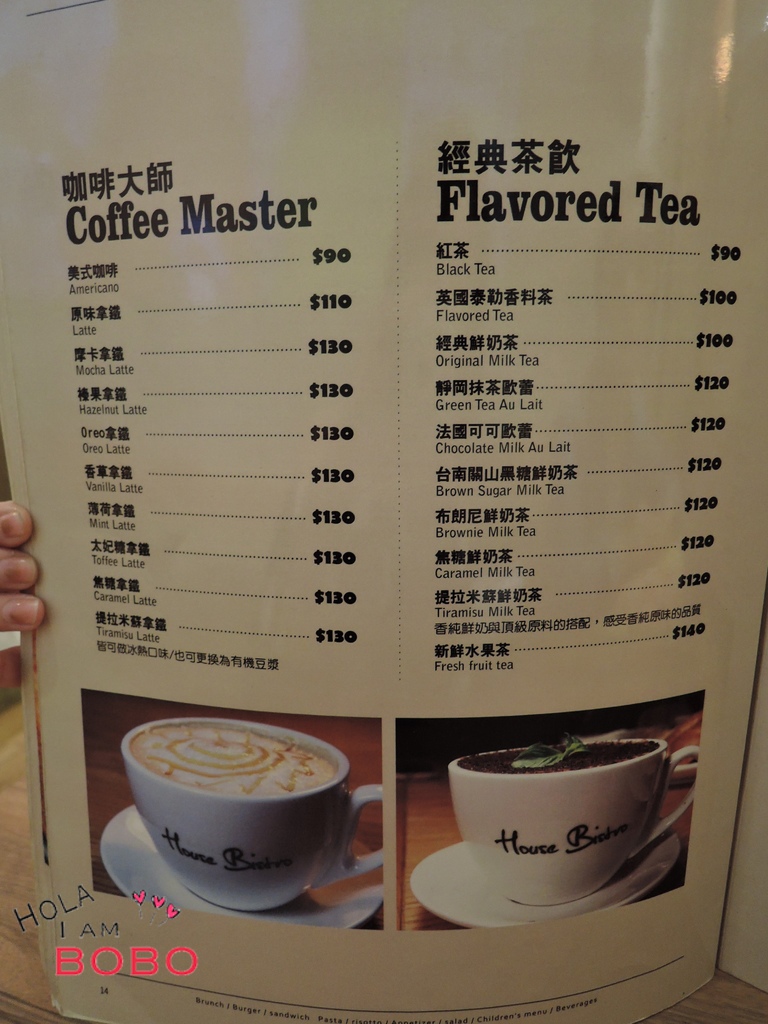 咖啡大師
Coffee Master
美式咖啡 $90
Americano
原味拿鐵 $110
Latte
摩卡拿鐵 $130
Mocha Latte
榛果拿鐵 $130
Hazelnut Latte
Oreo拿鐵 $130
Oreo Latte
香草拿鐵 $130
Vanilla Latte
薄荷拿鐵 $130
Mint Latte
太妃糖拿鐵 $130
Toffee Latte
焦糖拿鐵 $130
Caramel Latte
提拉米蘇拿鐵 $130
Tiramisu Latte
皆可做冰熱口味/也可更換為有機豆漿
經典茶飲
Flavored Tea
紅茶 $90
Black Tea
英國泰勒香料茶 $100
Flavored Tea
經典鮮奶茶 $100
Original Milk Tea
靜岡抹茶歐蕾 $120
Green Tea Au Lait
法國可可歐蕾 $120
Chocolate Milk Au Lait
台南關山黑糖鮮奶茶 $120
Brown Sugar Milk Tea
布朗尼鮮奶茶 $120
Brownie Milk Tea
焦糖鮮奶茶 $120
Caramel Milk Tea
提拉米蘇鮮奶茶 $120
Tiramisu Milk Tea
香純鮮奶與頂級原料的搭配，感受香純原味的品質
新鮮水果茶 $140
Fresh fruit tea
House Bistro
House Bistro
HOLA
I AM
BOBO
14
Brunch / Burger / sandwich Pasta / risotto / Appetizer / salad / Children's menu / Beverages